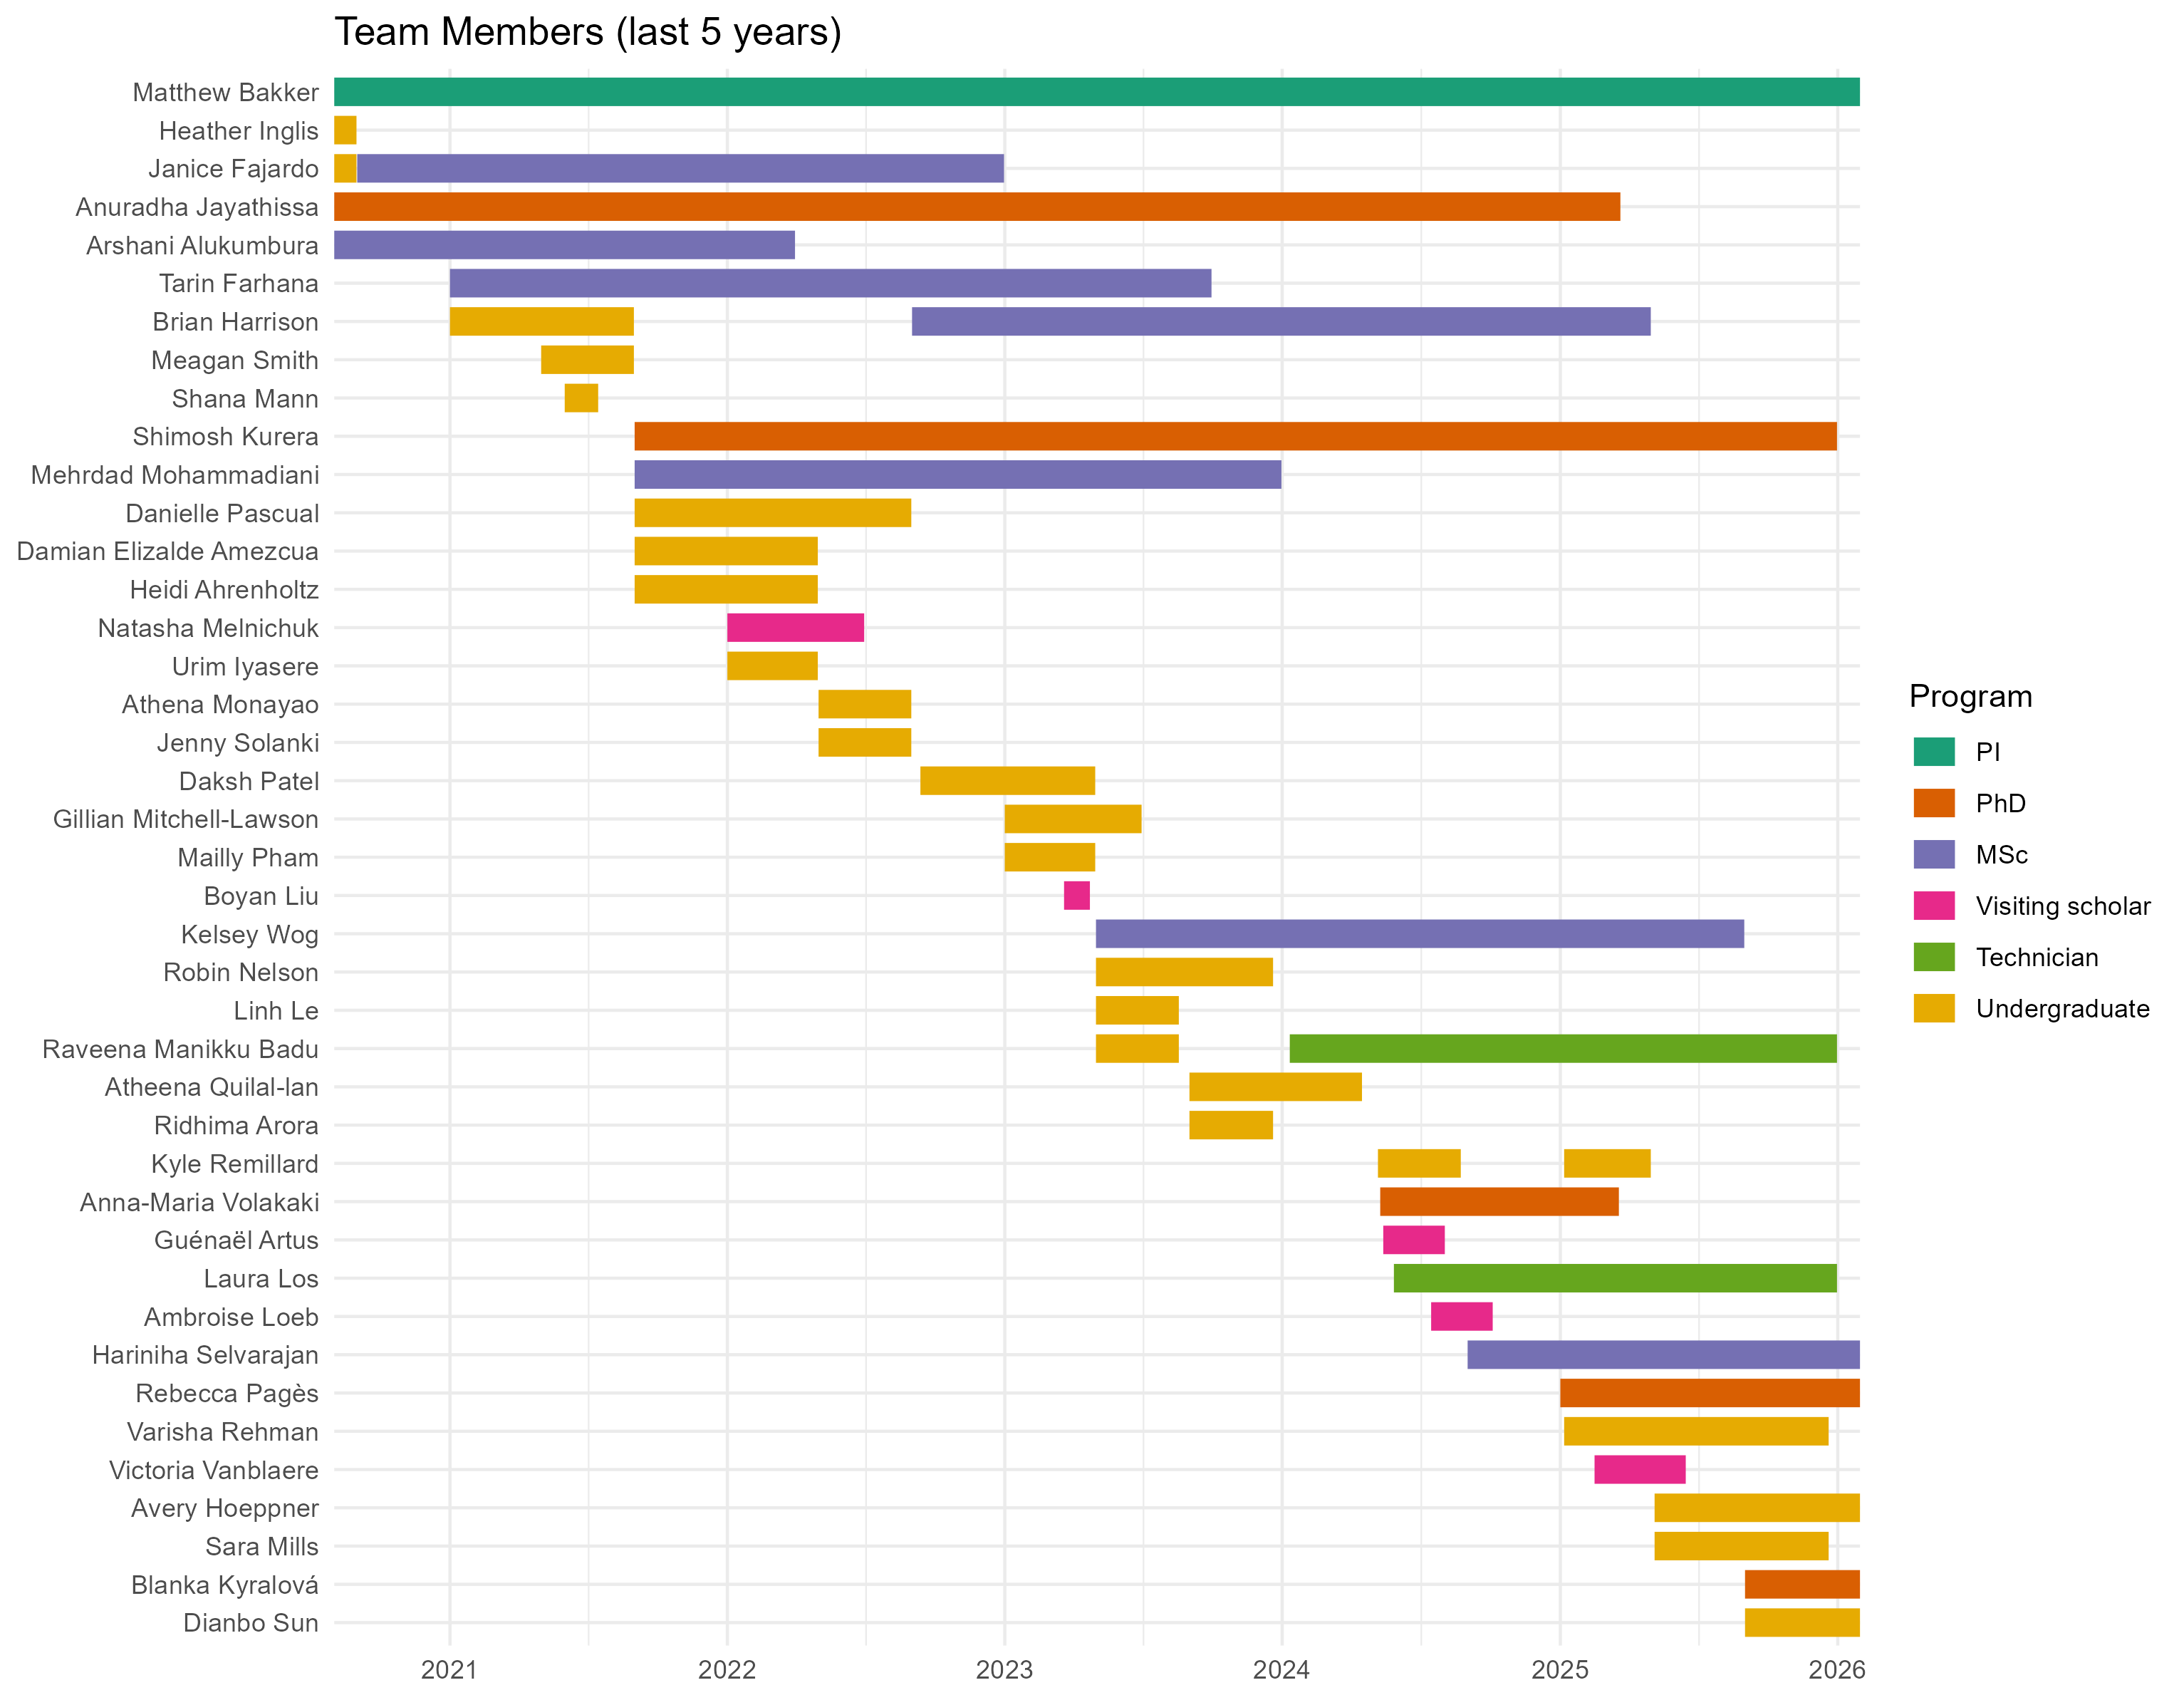 Team Members (last 5 years)
Matthew Bakker
Heather Inglis
Janice Fajardo
Anuradha Jayathissa
Arshani Alukumbura
Tarin Farhana
Brian Harrison
Meagan Smith
Shana Mann
Shimosh Kurera
Mehrdad Mohammadiani
Danielle Pascual
Damian Elizalde Amezcua
Heidi Ahrenholtz
Natasha Melnichuk
Urim Iyasere
Athena Monayao
Jenny Solanki
Daksh Patel
Gillian Mitchell-Lawson
Mailly Pham
Boyan Liu
Kelsey Wog
Robin Nelson
Linh Le
Raveena Manikku Badu
Atheena Quilal-lan
Ridhima Arora
Kyle Remillard
Anna-Maria Volakaki
Guénaël Artus
Laura Los
Ambroise Loeb
Hariniha Selvarajan
Rebecca Pagès
Varisha Rehman
Victoria Vanblaere
Avery Hoeppner
Sara Mills
Blanka Kyralová
Dianbo Sun
2021 2022 2023 2024 2025 2026
Program
PI
PhD
MSc
Visiting scholar
Technician
Undergraduate